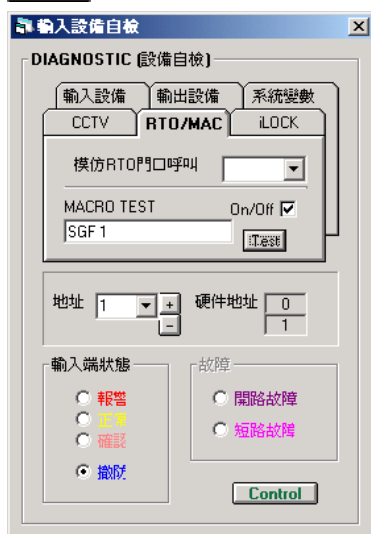 輸入設備自檢
DIAGNOSTIC (設備自檢)
輸入設備 輸出設備 系統變數
CCTV RTO/MAC iLOCK
模仿RTO門口呼叫
MACRO TEST On/Off
SGF 1
Test
地址 1 + 硬件地址 0
- 1
輸入端狀態 故障
報警 開路故障
正常
確認 短路故障
撤防
Control